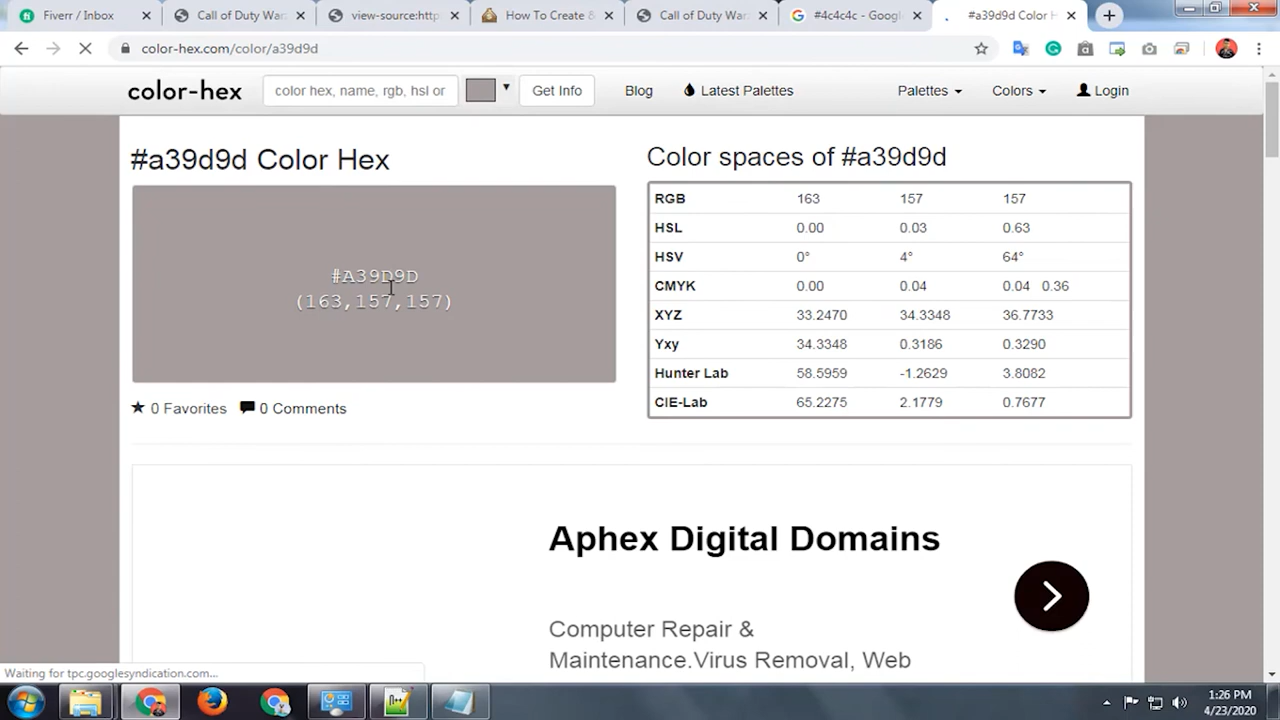 Fiverr / Inbox
Call of Duty War
view-source:http
How To Create &
Call of Duty War
#4c4c4c - Google
#a39d9d Color H
color-hex.com/color/a39d9d
color-hex
color hex, name, rgb, hsl or
Get Info
Blog
Latest Palettes
Palettes
Colors
Login
#a39d9d Color Hex
#A39D9D
(163,157,157)
0 Favorites
0 Comments
Color spaces of #a39d9d
RGB 163 157 157
HSL 0.00 0.03 0.63
HSV 0° 4° 64°
CMYK 0.00 0.04 0.04 0.36
XYZ 33.2470 34.3348 36.7733
Yxy 34.3348 0.3186 0.3290
Hunter Lab 58.5959 -1.2629 3.8082
CIE-Lab 65.2275 2.1779 0.7677
Aphex Digital Domains
Computer Repair &
Maintenance.Virus Removal, Web
Waiting for tpc.googlesyndication.com...
1:26 PM
4/23/2020